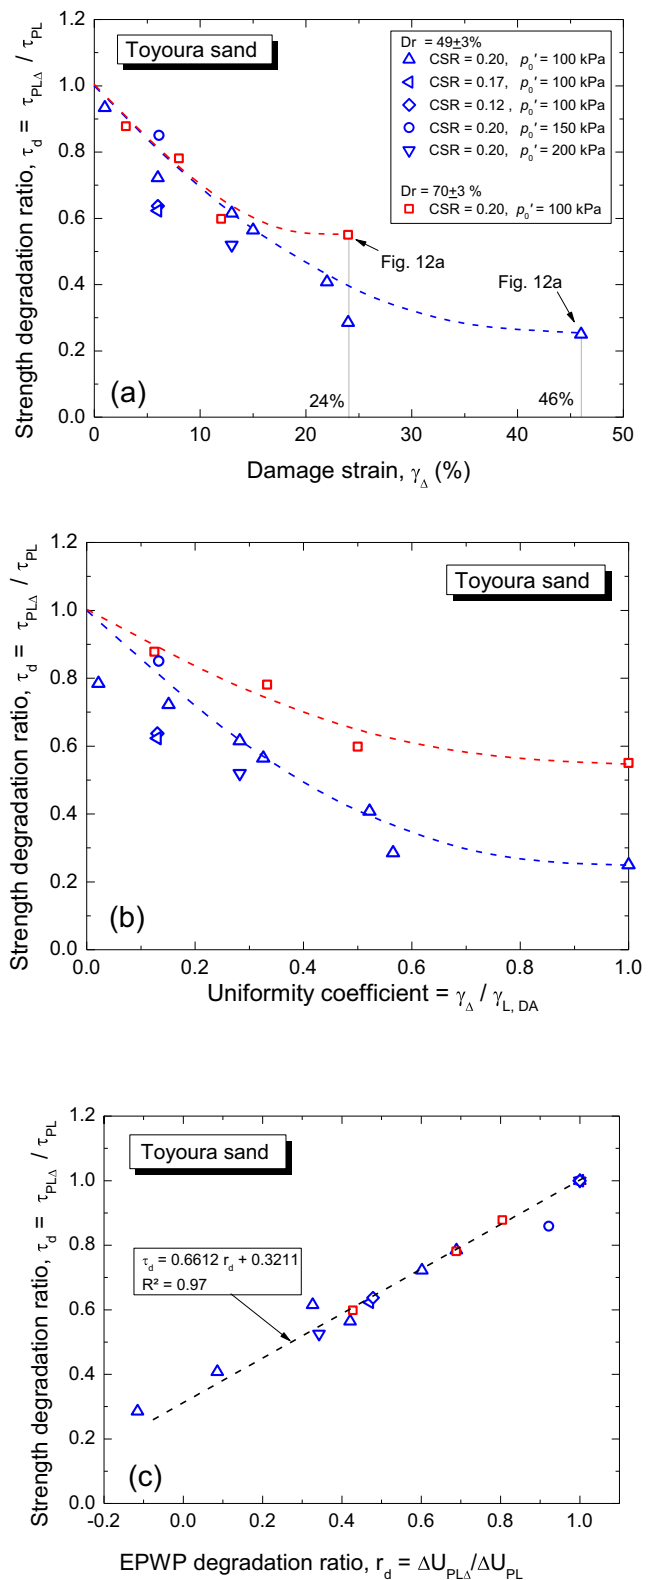 1.2
Toyoura sand
Dr = 49±3%
CSR = 0.20, p₀' = 100 kPa
CSR = 0.17, p₀' = 100 kPa
CSR = 0.12 , p₀' = 100 kPa
CSR = 0.20, p₀' = 150 kPa
CSR = 0.20, p₀' = 200 kPa
Dr = 70±3 %
CSR = 0.20, p₀' = 100 kPa
1.0
0.8
0.6
0.4
0.2
0.0
Strength degradation ratio, τd = τPLΔ / τPL
Fig. 12a
Fig. 12a
(a)
24%
46%
0 10 20 30 40 50
Damage strain, γΔ (%)
1.2
Toyoura sand
1.0
0.8
0.6
0.4
0.2
0.0
Strength degradation ratio, τd = τPLΔ / τPL
(b)
0.0 0.2 0.4 0.6 0.8 1.0
Uniformity coefficient = γΔ / γL, DA
1.2
Toyoura sand
1.0
0.8
0.6
0.4
0.2
0.0
Strength degradation ratio, τd = τPLΔ / τPL
τd = 0.6612 rd + 0.3211
R² = 0.97
(c)
-0.2 0.0 0.2 0.4 0.6 0.8 1.0
EPWP degradation ratio, rd = ΔUPLΔ/ΔUPL